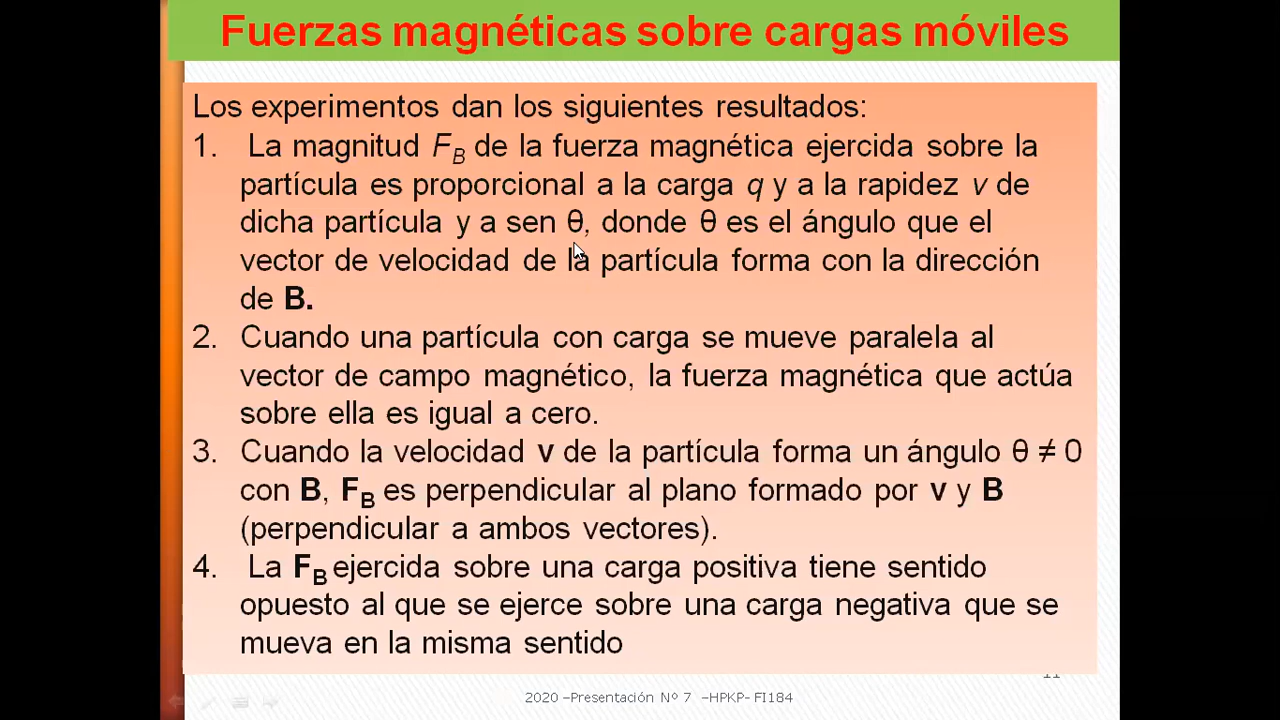 Fuerzas magnéticas sobre cargas móviles
Los experimentos dan los siguientes resultados:
1. La magnitud F_B de la fuerza magnética ejercida sobre la
partícula es proporcional a la carga q y a la rapidez v de
dicha partícula y a sen θ, donde θ es el ángulo que el
vector de velocidad de la partícula forma con la dirección
de B.
2. Cuando una partícula con carga se mueve paralela al
vector de campo magnético, la fuerza magnética que actúa
sobre ella es igual a cero.
3. Cuando la velocidad v de la partícula forma un ángulo θ ≠ 0
con B, F_B es perpendicular al plano formado por v y B
(perpendicular a ambos vectores).
4. La F_B ejercida sobre una carga positiva tiene sentido
opuesto al que se ejerce sobre una carga negativa que se
mueva en la misma sentido
11
2020 –Presentación Nº 7 –HPKP- FI184